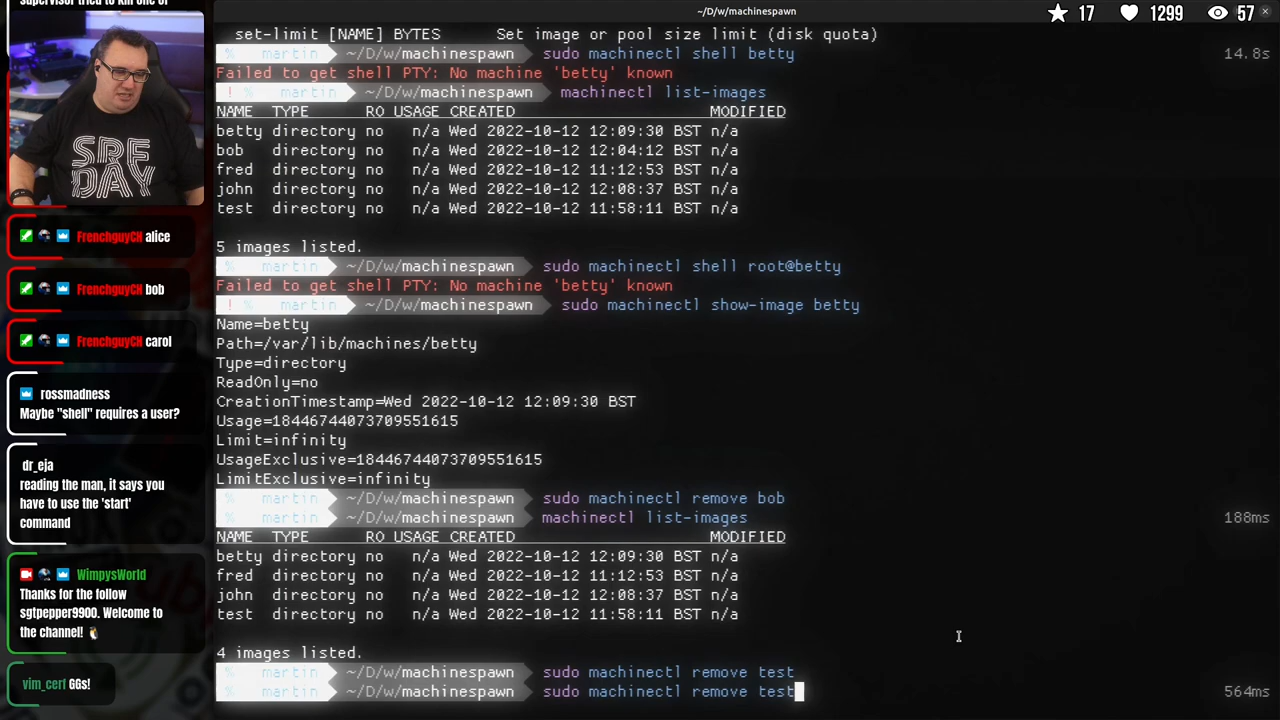 supervisor tried to kill one of
~/D/w/machinespawn
17
1299
57
SRE
DAY
FrenchguyCH alice
FrenchguyCH bob
FrenchguyCH carol
rossmadness
Maybe "shell" requires a user?
dr_eja
reading the man, it says you
have to use the 'start'
command
WimpysWorld
Thanks for the follow
sgtpepper9900. Welcome to
the channel! 🐧
vim_cerf GGs!
set-limit [NAME] BYTES Set image or pool size limit (disk quota)
% martin ~/D/w/machinespawn sudo machinectl shell betty 14.8s
Failed to get shell PTY: No machine 'betty' known
! % martin ~/D/w/machinespawn machinectl list-images
NAME TYPE RO USAGE CREATED MODIFIED
betty directory no n/a Wed 2022-10-12 12:09:30 BST n/a
bob directory no n/a Wed 2022-10-12 12:04:12 BST n/a
fred directory no n/a Wed 2022-10-12 11:12:53 BST n/a
john directory no n/a Wed 2022-10-12 12:08:37 BST n/a
test directory no n/a Wed 2022-10-12 11:58:11 BST n/a
5 images listed.
% martin ~/D/w/machinespawn sudo machinectl shell root@betty
Failed to get shell PTY: No machine 'betty' known
! % martin ~/D/w/machinespawn sudo machinectl show-image betty
Name=betty
Path=/var/lib/machines/betty
Type=directory
ReadOnly=no
CreationTimestamp=Wed 2022-10-12 12:09:30 BST
Usage=18446744073709551615
Limit=infinity
UsageExclusive=18446744073709551615
LimitExclusive=infinity
% martin ~/D/w/machinespawn sudo machinectl remove bob
% martin ~/D/w/machinespawn machinectl list-images 188ms
NAME TYPE RO USAGE CREATED MODIFIED
betty directory no n/a Wed 2022-10-12 12:09:30 BST n/a
fred directory no n/a Wed 2022-10-12 11:12:53 BST n/a
john directory no n/a Wed 2022-10-12 12:08:37 BST n/a
test directory no n/a Wed 2022-10-12 11:58:11 BST n/a
4 images listed.
% martin ~/D/w/machinespawn sudo machinectl remove test
% martin ~/D/w/machinespawn sudo machinectl remove test 564ms